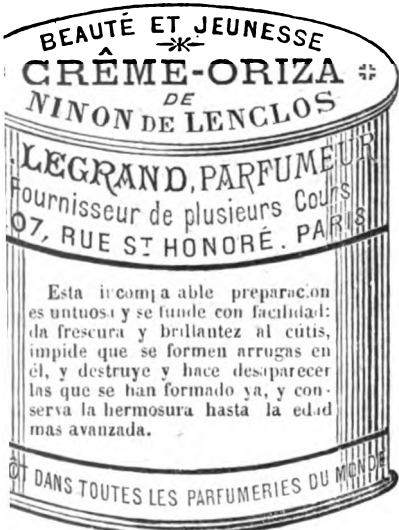 BEAUTÉ ET JEUNESSE
CRÊME-ORIZA
DE
NINON DE LENCLOS
LEGRAND, PARFUMEUR
Fournisseur de plusieurs Cours
07, RUE ST HONORÉ. PARIS
Esta preparacion
es untuosa y se funde con facilidad:
da frescura y brillantez al cútis,
impide que se formen arrugas en
él, y destruye y hace desaparecer
las que se han formado ya, y con-
serva la hermosura hasta la edad
mas avanzada.
DANS TOUTES LES PARFUMERIES DU MONDE